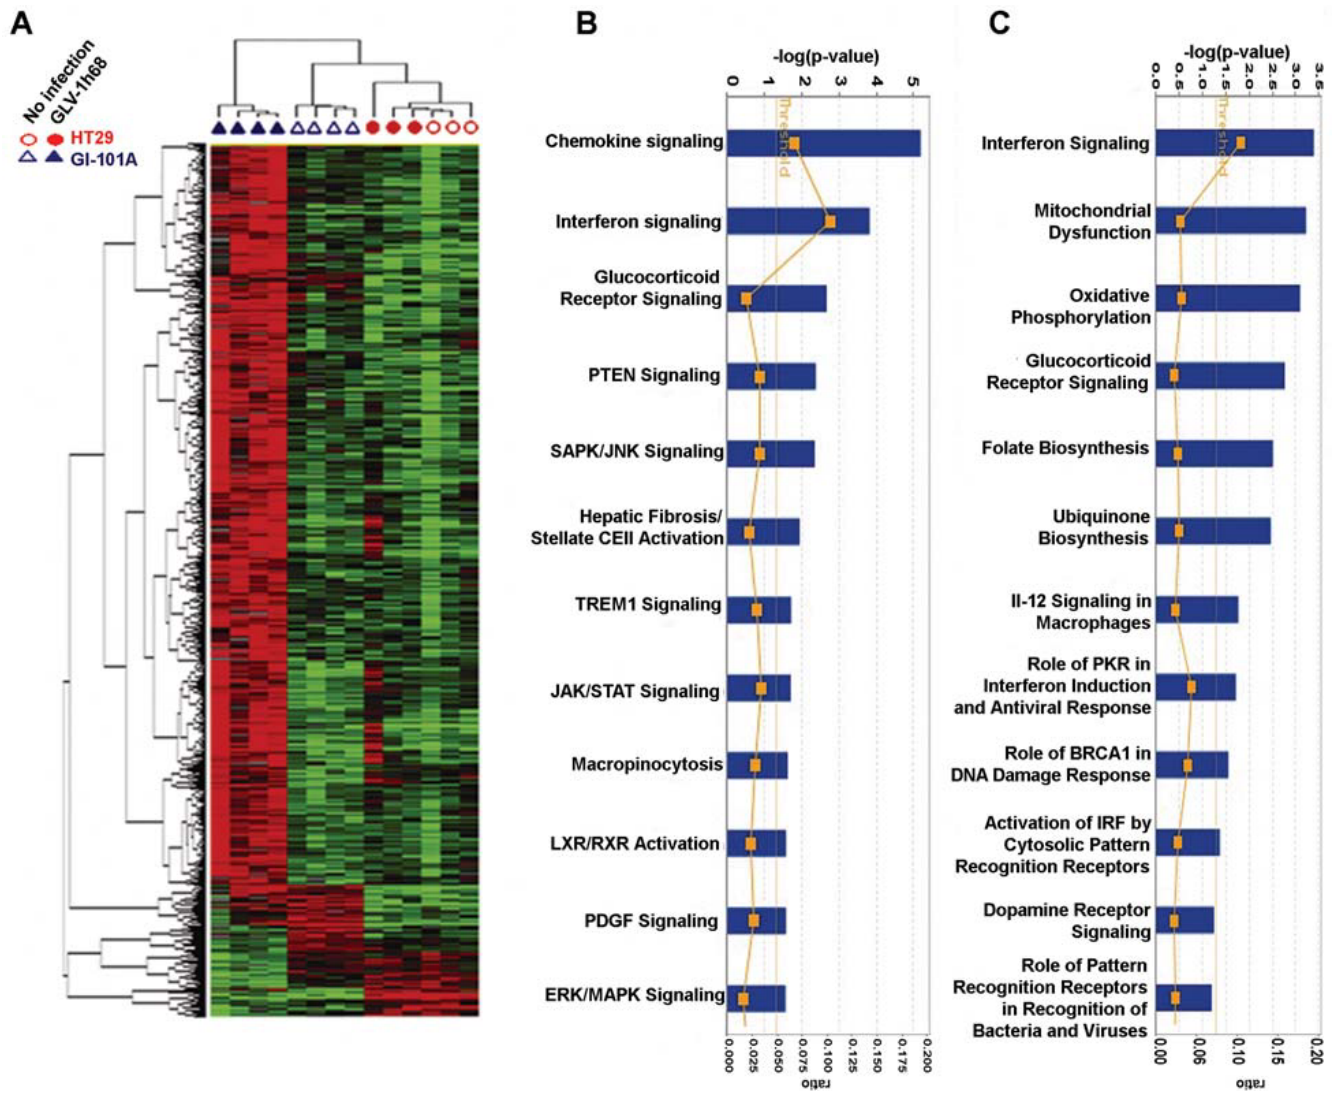 A
No infection
GLV-1h68
HT29
GI-101A
B
-log(p-value)
0 1 2 3 4 5
Threshold
Chemokine signaling
Interferon signaling
Glucocorticoid
Receptor Signaling
PTEN Signaling
SAPK/JNK Signaling
Hepatic Fibrosis/
Stellate CEll Activation
TREM1 Signaling
JAK/STAT Signaling
Macropinocytosis
LXR/RXR Activation
PDGF Signaling
ERK/MAPK Signaling
0.000 0.025 0.050 0.075 0.100 0.125 0.150 0.175 0.200
ratio
C
-log(p-value)
0.0 0.5 1.0 1.5 2.0 2.5 3.0 3.5
Threshold
Interferon Signaling
Mitochondrial
Dysfunction
Oxidative
Phosphorylation
Glucocorticoid
Receptor Signaling
Folate Biosynthesis
Ubiquinone
Biosynthesis
Il-12 Signaling in
Macrophages
Role of PKR in
Interferon Induction
and Antiviral Response
Role of BRCA1 in
DNA Damage Response
Activation of IRF by
Cytosolic Pattern
Recognition Receptors
Dopamine Receptor
Signaling
Role of Pattern
Recognition Receptors
in Recognition of
Bacteria and Viruses
0.00 0.06 0.10 0.15 0.20
ratio